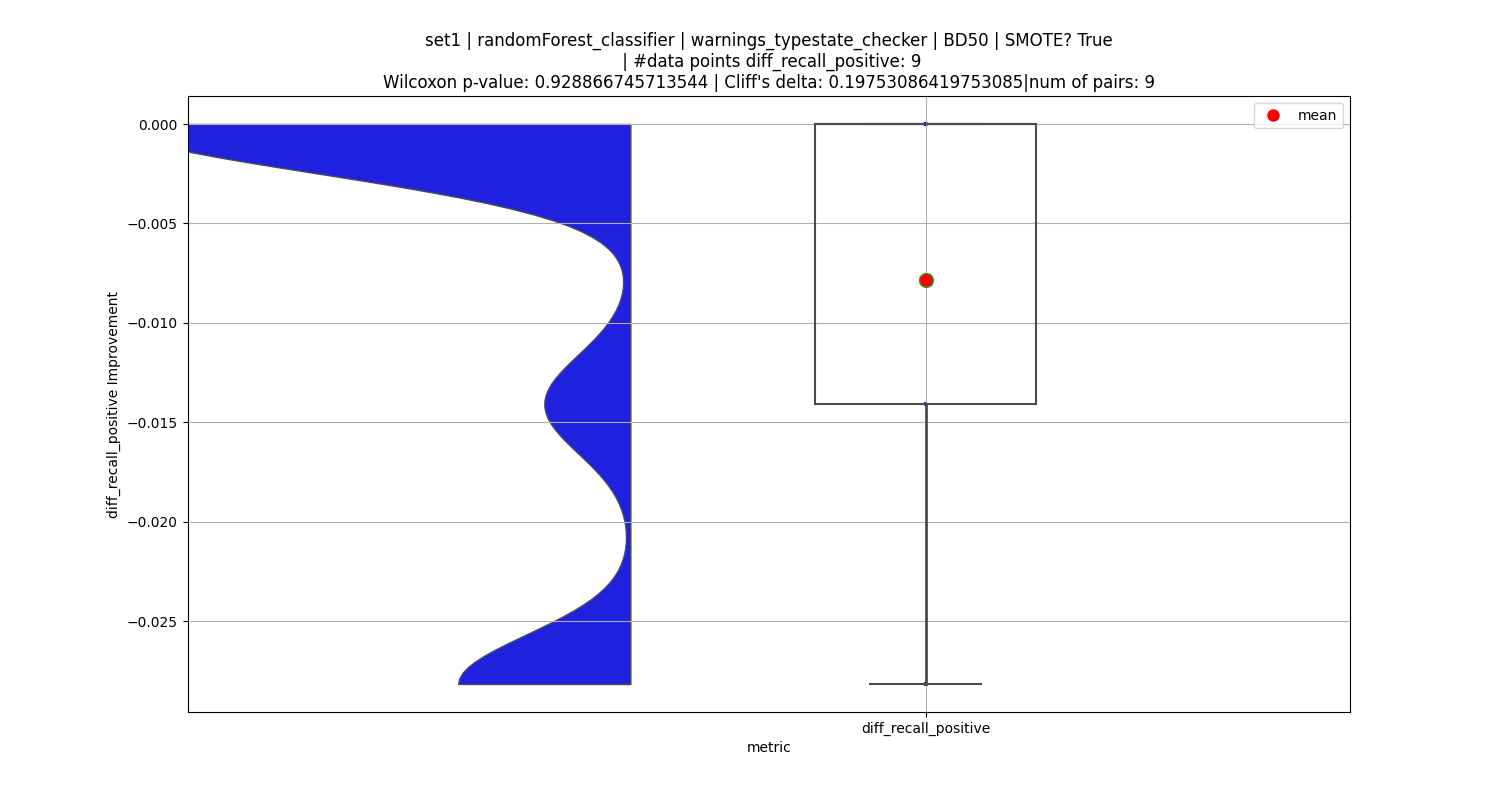 set1 | randomForest_classifier | warnings_typestate_checker | BD50 | SMOTE? True
| #data points diff_recall_positive: 9
Wilcoxon p-value: 0.928866745713544 | Cliff's delta: 0.19753086419753085|num of pairs: 9
mean
0.000
−0.005
−0.010
−0.015
−0.020
−0.025
diff_recall_positive Improvement
diff_recall_positive
metric